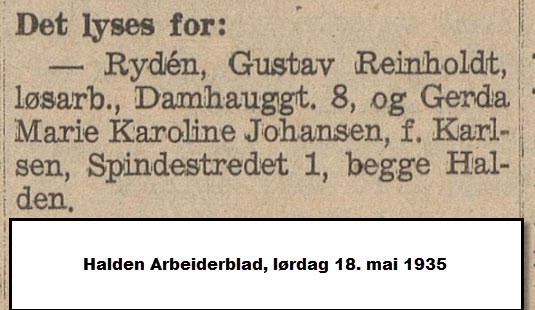 Det lyses for:
— Rydén, Gustav Reinholdt,
løsarb., Damhauggt. 8, og Gerda
Marie Karoline Johansen, f. Karl-
sen, Spindestredet 1, begge Hal-
den.
Halden Arbeiderblad, lørdag 18. mai 1935